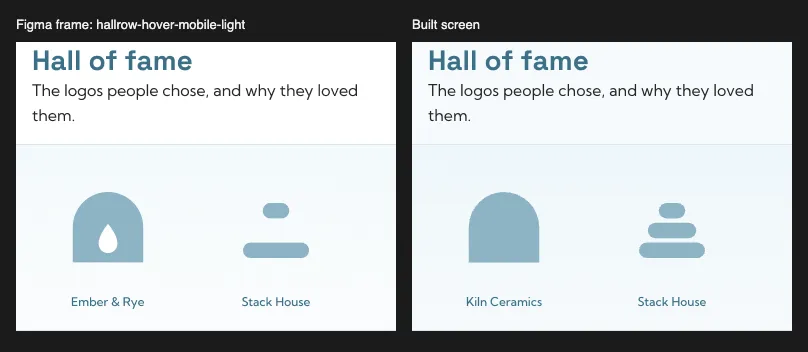 Figma frame: hallrow-hover-mobile-light
Hall of fame
The logos people chose, and why they loved
them.
Ember & Rye
Stack House
Built screen
Hall of fame
The logos people chose, and why they loved
them.
Kiln Ceramics
Stack House